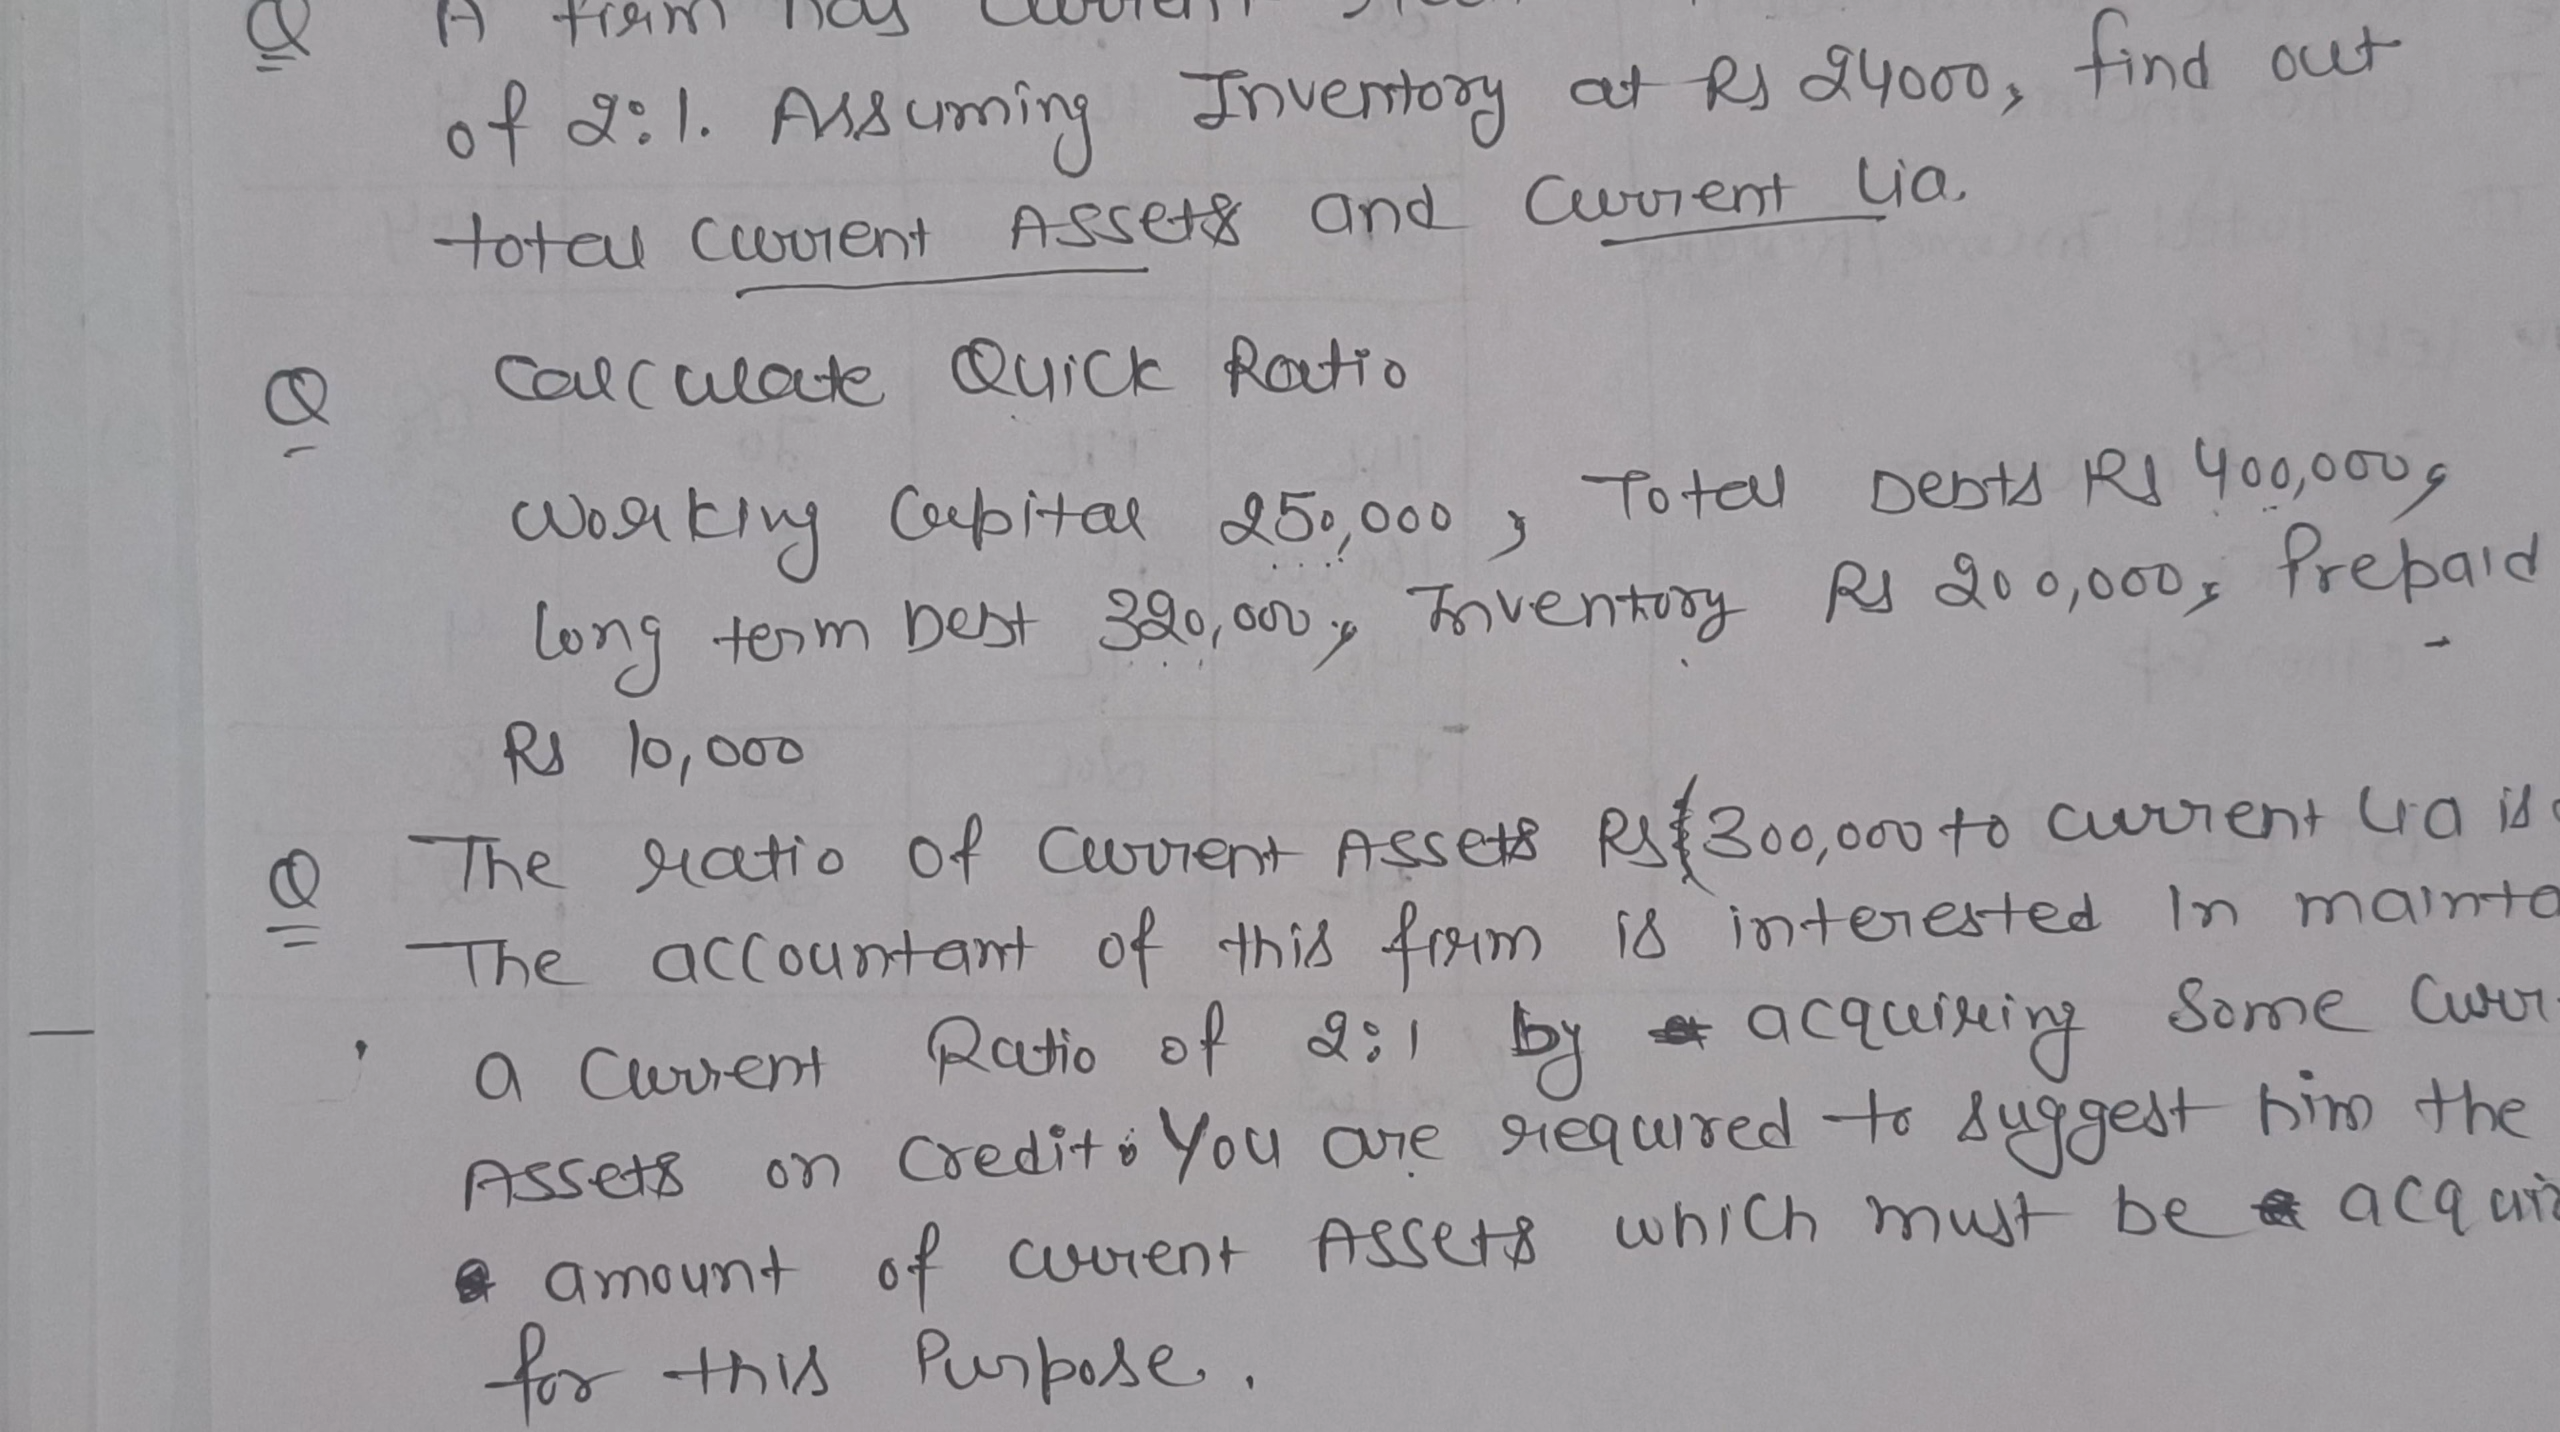 Q A firm has current
of 2:1. Assuming Inventory at Rs 24000, find out
total current Assets and Current Lia.
Q Calculate Quick Ratio
Working Capital 250,000, Total Debts Rs 400,000,
long term Debt 320,000, Inventory Rs 200,000, Prepaid
Rs 10,000
Q The ratio of Current Assets Rs 300,000 to current Lia is
The accountant of this firm is interested in mainta
a Current Ratio of 2:1 by acquiring Some Curr
Assets on Credit. You are required to suggest him the
amount of current Assets which must be acqui
for this Purpose.